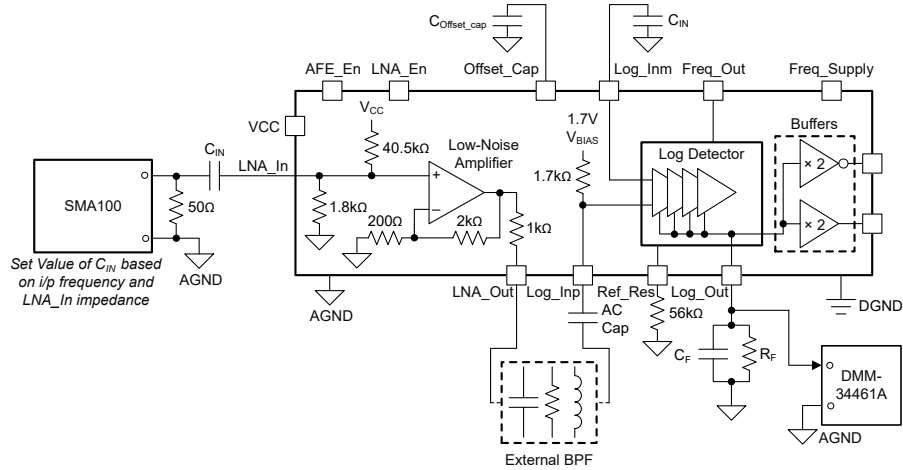 COffset_cap
CIN
AFE_En
LNA_En
Offset_Cap
Log_Inm
Freq_Out
Freq_Supply
VCC
VCC
40.5kΩ
Low-Noise
Amplifier
1.7V
VBIAS
1.7kΩ
Log Detector
Buffers
× 2
× 2
CIN
LNA_In
SMA100
50Ω
1.8kΩ
200Ω
2kΩ
1kΩ
+
–
Set Value of CIN based
on i/p frequency and
LNA_In impedance
AGND
AGND
LNA_Out
Log_Inp
Ref_Res
Log_Out
DGND
AC
Cap
56kΩ
CF
RF
DMM-
34461A
AGND
External BPF